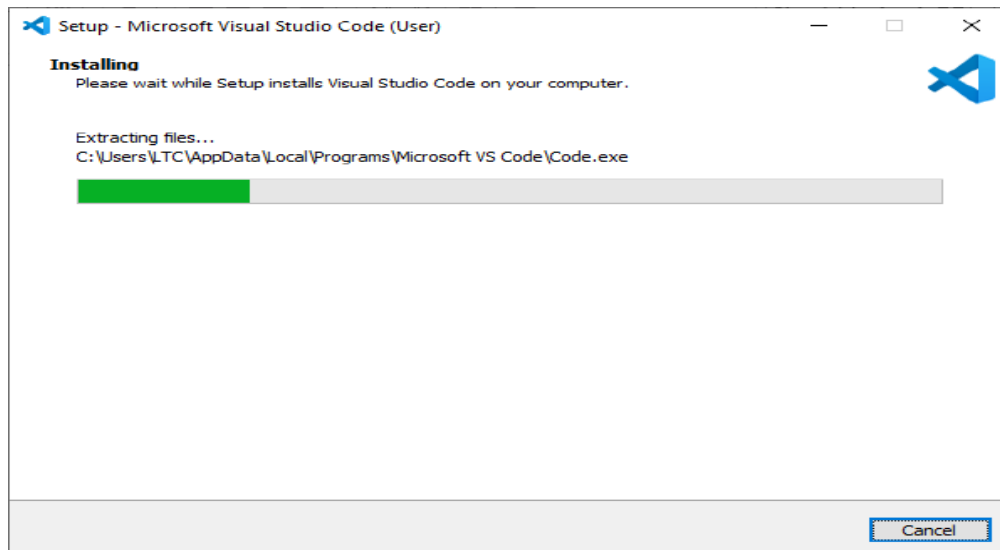 Setup - Microsoft Visual Studio Code (User)
Installing
Please wait while Setup installs Visual Studio Code on your computer.
Extracting files...
C:\Users\LTC\AppData\Local\Programs\Microsoft VS Code\Code.exe
Cancel